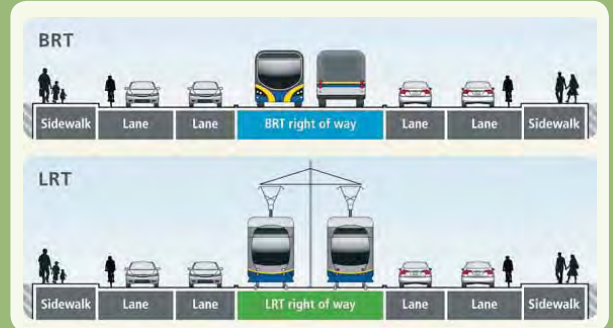 BRT
Sidewalk Lane Lane BRT right of way Lane Lane Sidewalk
LRT
Sidewalk Lane Lane LRT right of way Lane Lane Sidewalk